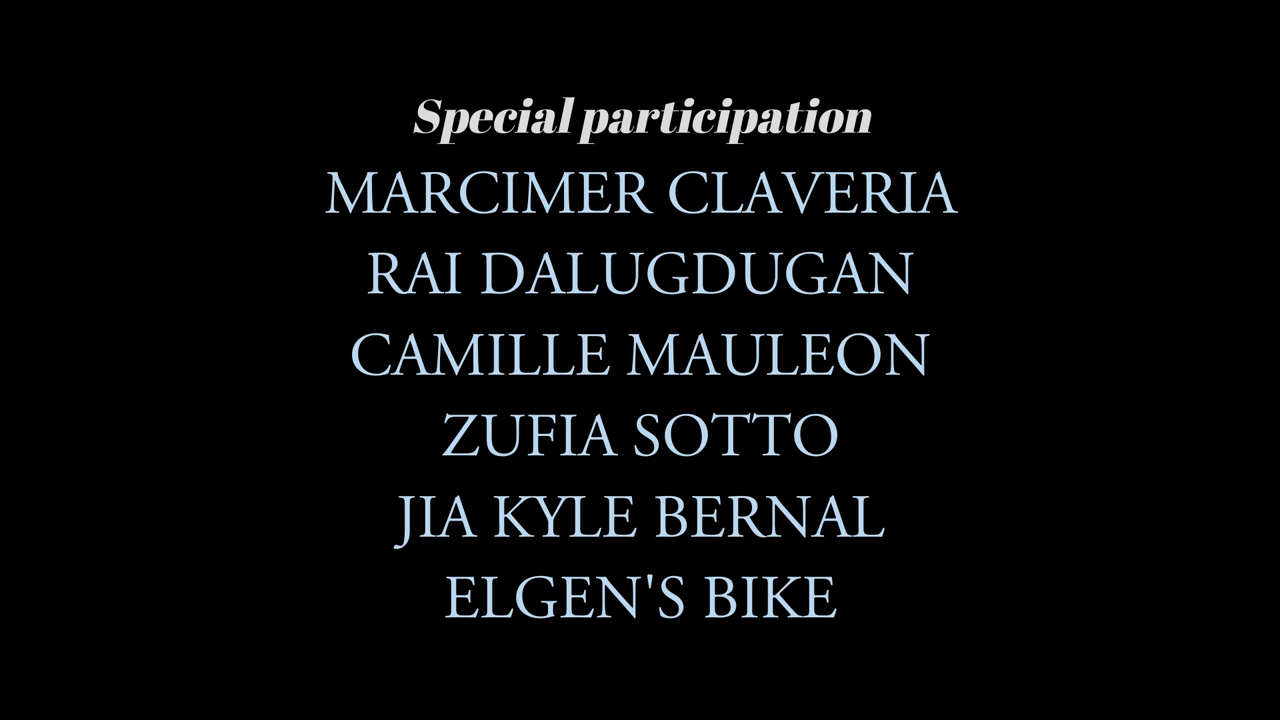 Special participation
MARCIMER CLAVERIA
RAI DALUGDUGAN
CAMILLE MAULEON
ZUFIA SOTTO
JIA KYLE BERNAL
ELGEN'S BIKE